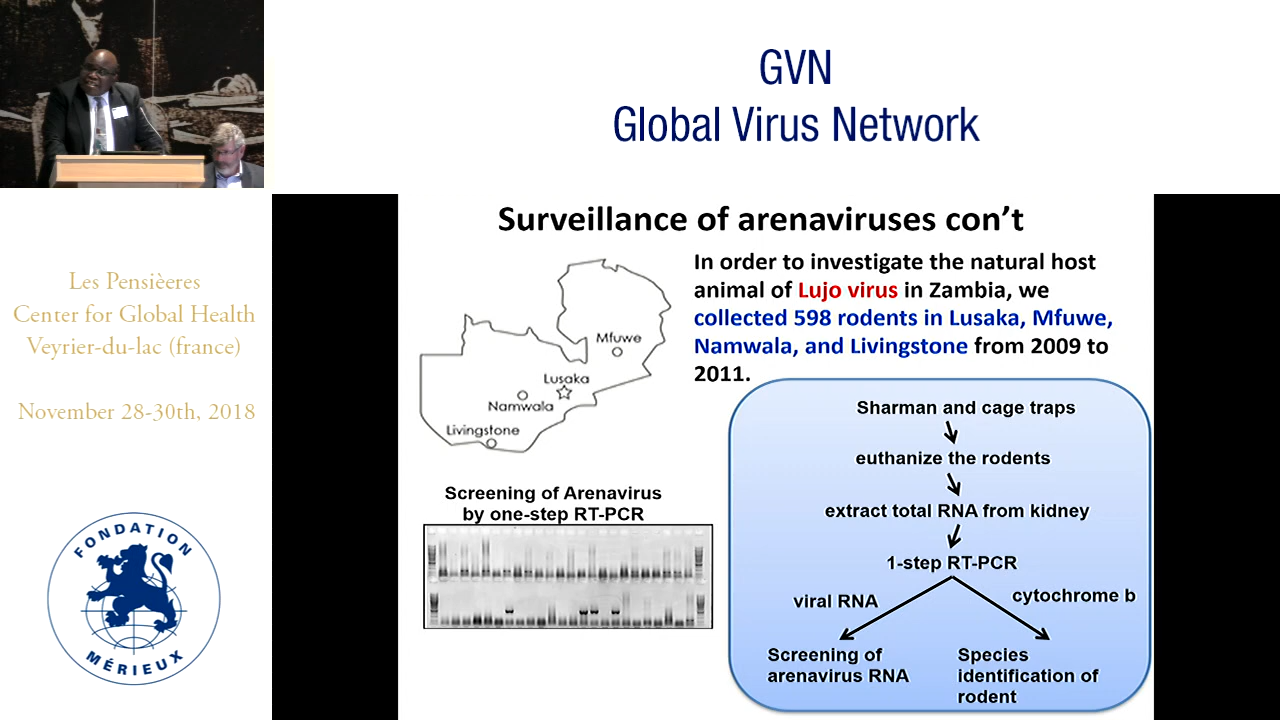 GVN
Global Virus Network
Les Pensièeres
Center for Global Health
Veyrier-du-lac (france)
November 28-30th, 2018
FONDATION
MÉRIEUX
Surveillance of arenaviruses con’t
Mfuwe
Lusaka
Namwala
Livingstone
In order to investigate the natural host
animal of Lujo virus in Zambia, we
collected 598 rodents in Lusaka, Mfuwe,
Namwala, and Livingstone from 2009 to
2011.
Screening of Arenavirus
by one-step RT-PCR
Sharman and cage traps
euthanize the rodents
extract total RNA from kidney
1-step RT-PCR
viral RNA
cytochrome b
Screening of
arenavirus RNA
Species
identification of
rodent